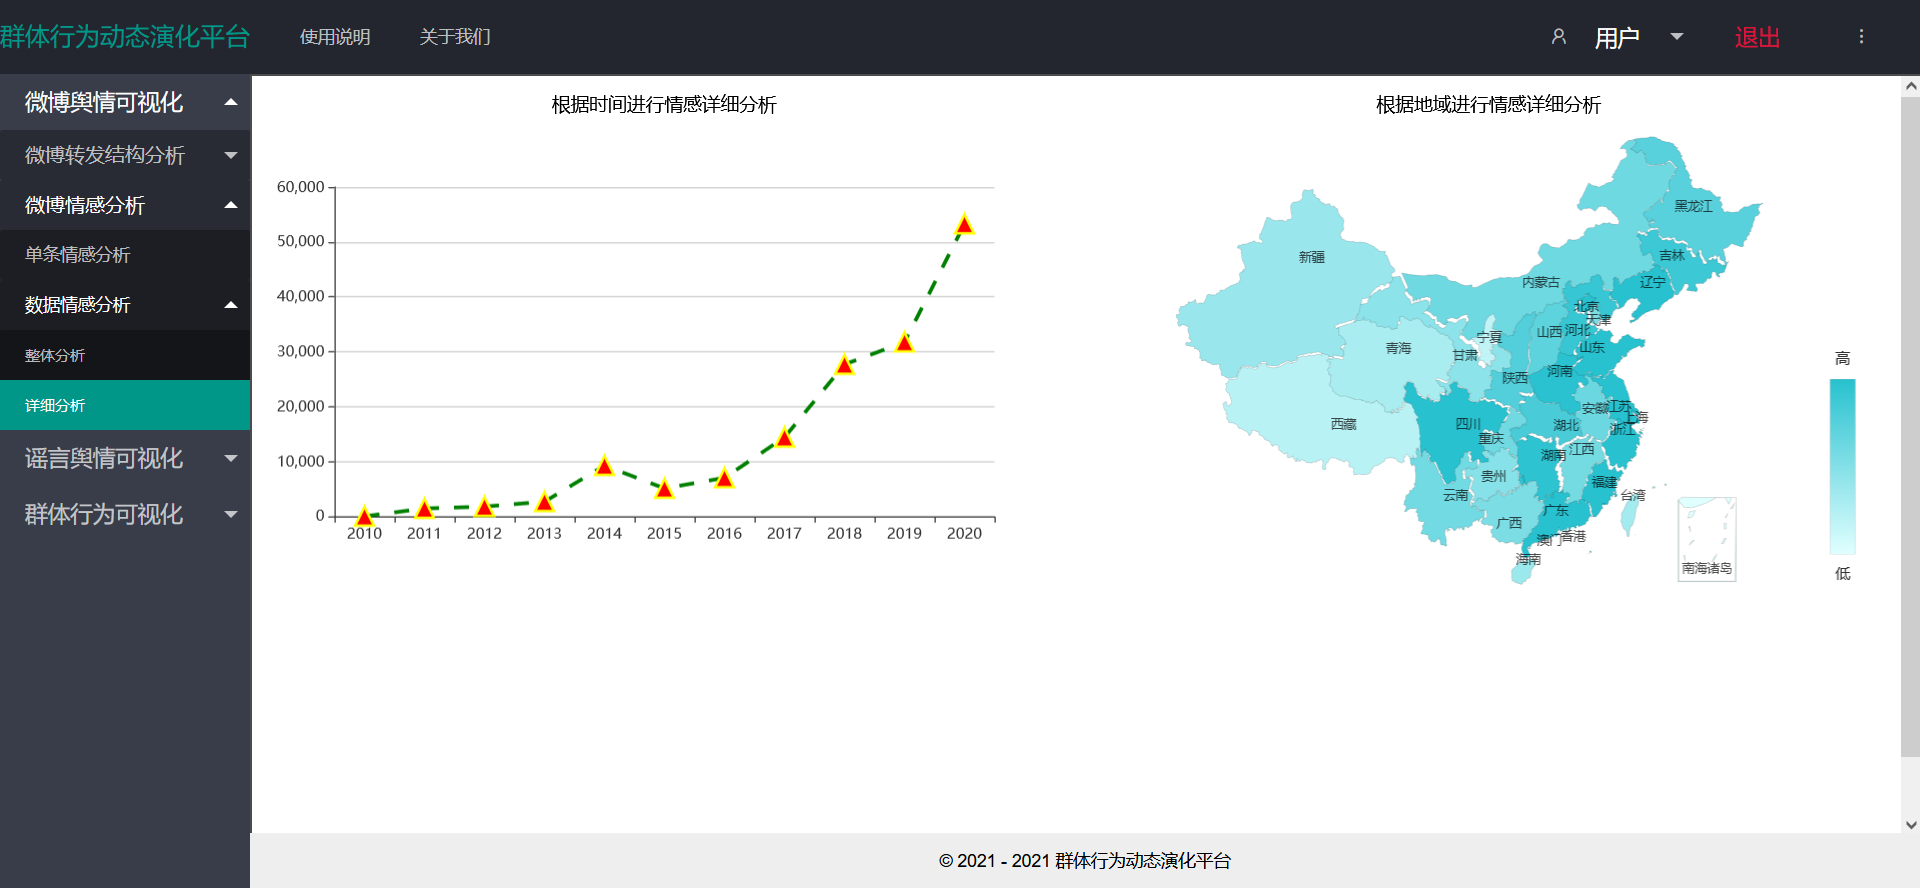 群体行为动态演化平台
使用说明
关于我们
用户
退出
微博舆情可视化
微博转发结构分析
微博情感分析
单条情感分析
数据情感分析
整体分析
详细分析
谣言舆情可视化
群体行为可视化
根据时间进行情感详细分析
60,000
50,000
40,000
30,000
20,000
10,000
0
2010 2011 2012 2013 2014 2015 2016 2017 2018 2019 2020
根据地域进行情感详细分析
黑龙江
新疆
吉林
内蒙古
辽宁
北京
天津
山西
河北
宁夏
青海
山东
甘肃
河南
陕西
安徽
江苏
上海
西藏
四川
湖北
浙江
重庆
江西
湖南
贵州
福建
云南
台湾
广东
广西
香港
澳门
海南
南海诸岛
高
低
© 2021 - 2021 群体行为动态演化平台